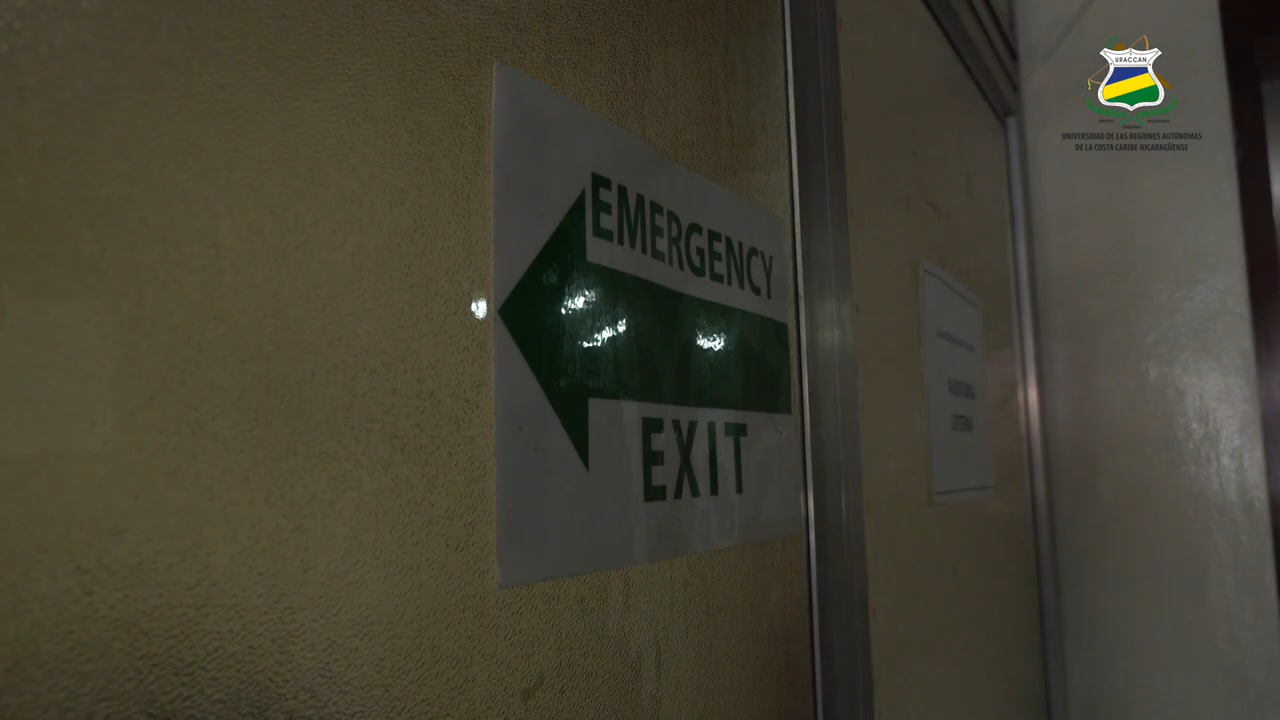 EMERGENCY
EXIT
URACCAN
UNIVERSIDAD DE LAS REGIONES AUTÓNOMAS
DE LA COSTA CARIBE NICARAGÜENSE